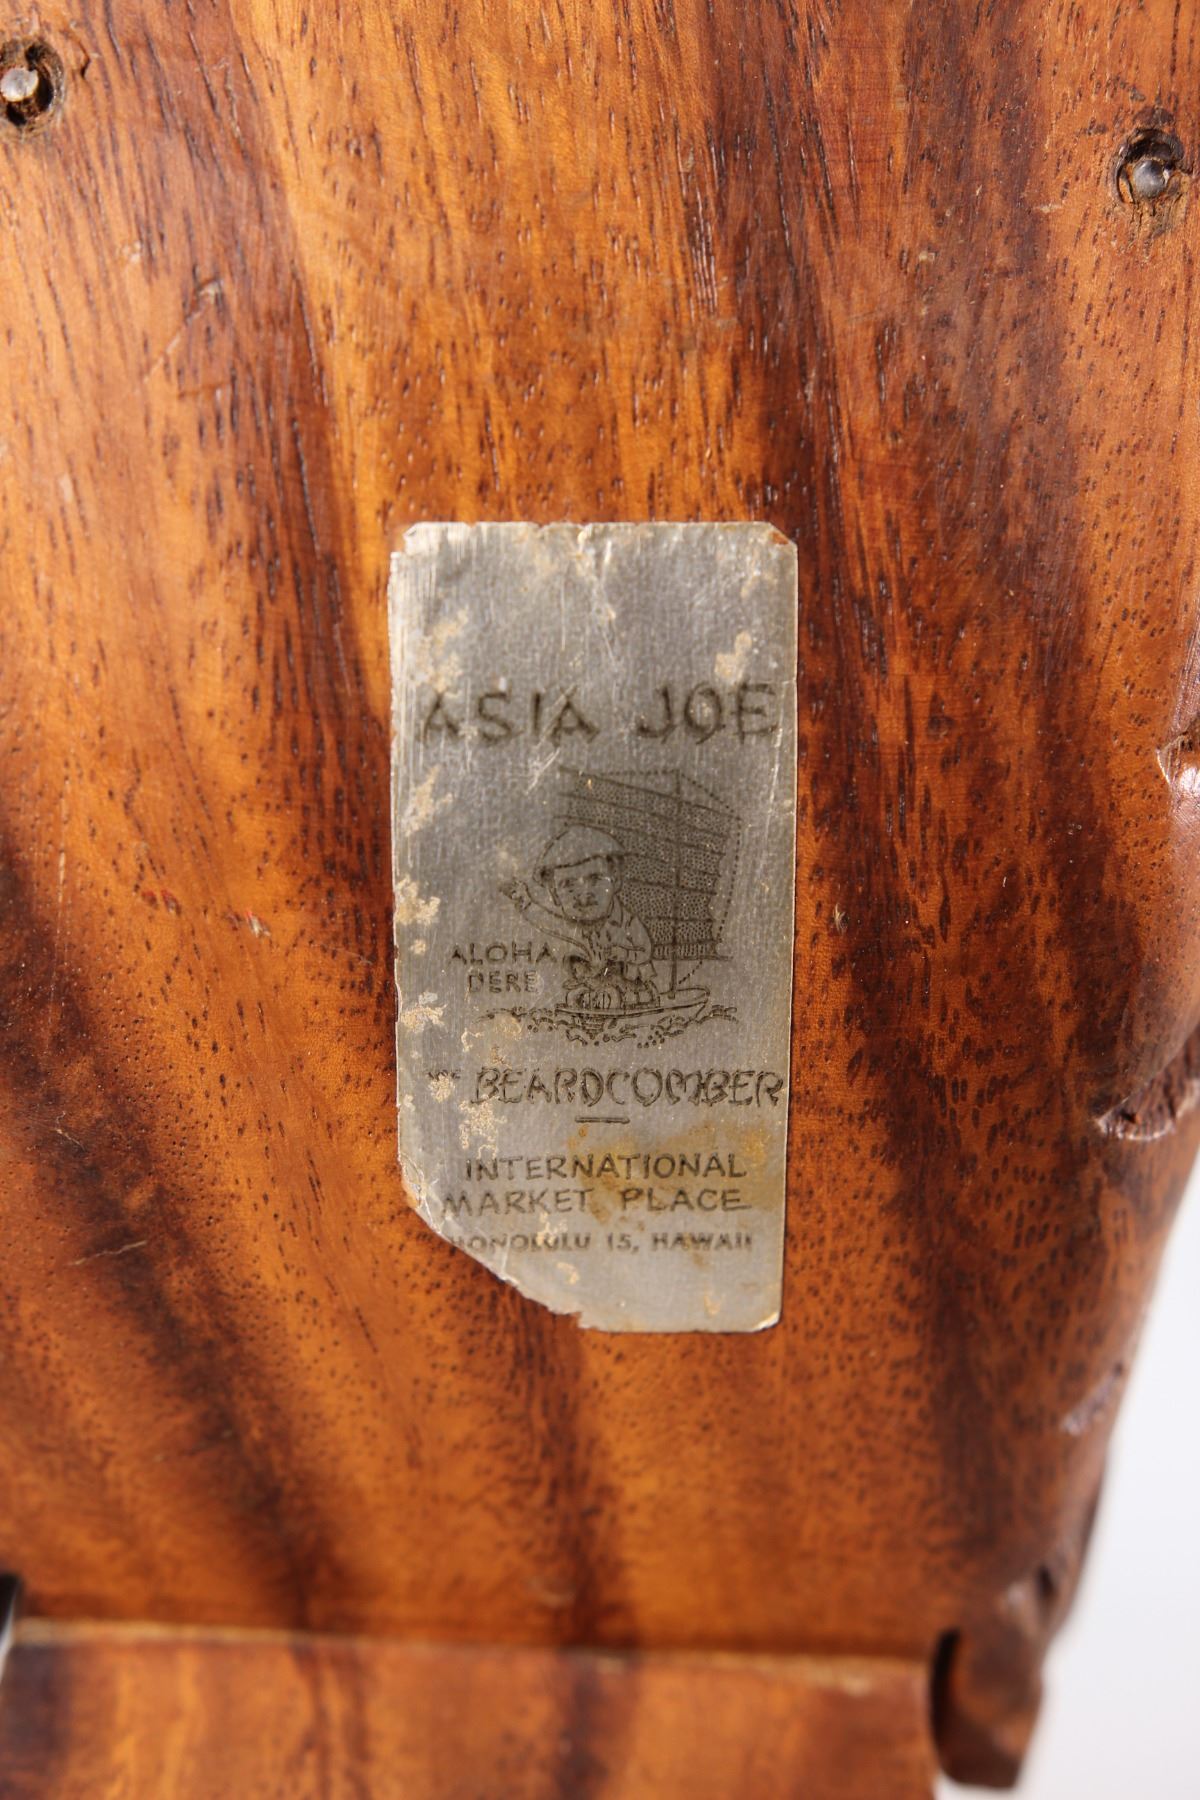 ASIA JOE
ALOHA
DERE
BEARDCOMBER
INTERNATIONAL
MARKET PLACE
HONOLULU 15, HAWAII